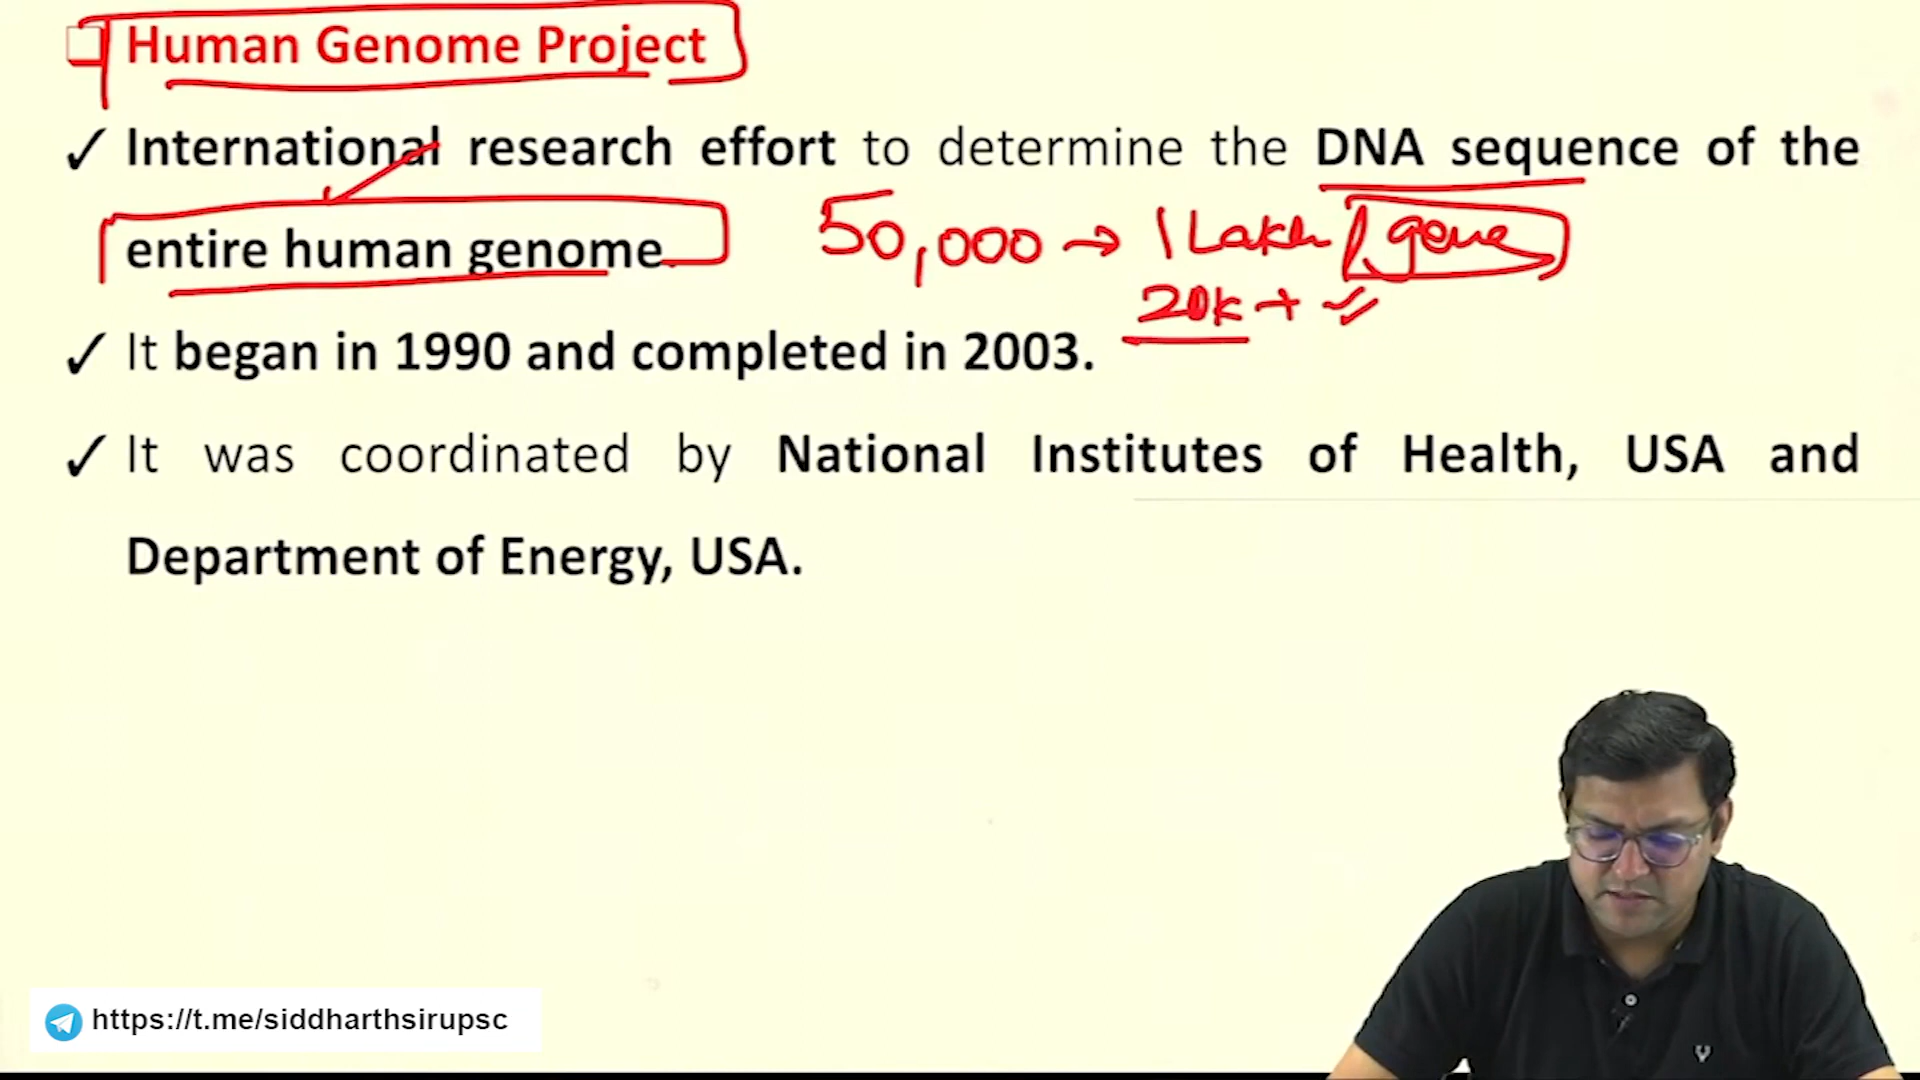 Human Genome Project
✓ International research effort to determine the DNA sequence of the
entire human genome.
50,000 → 1 Lakh gene
20k +
✓ It began in 1990 and completed in 2003.
✓ It was coordinated by National Institutes of Health, USA and
Department of Energy, USA.
https://t.me/siddharthsirupsc